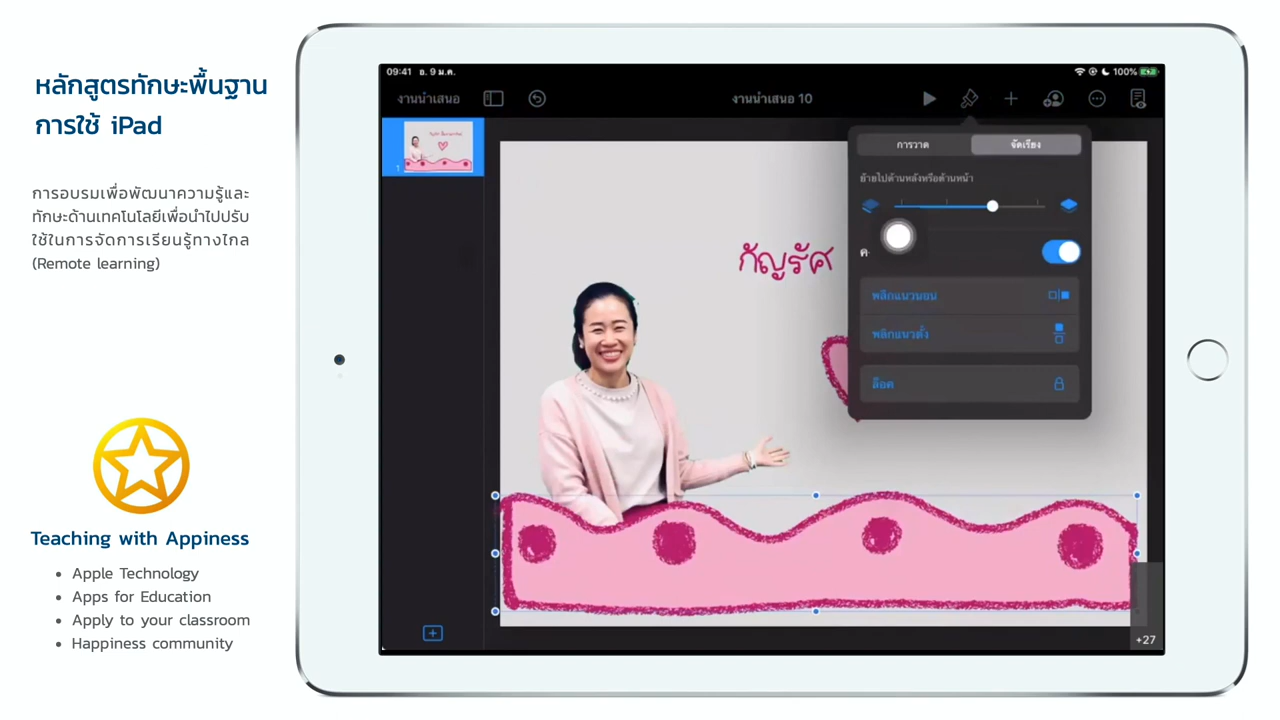 หลักสูตรทักษะพื้นฐาน
การใช้ iPad
การอบรมเพื่อพัฒนาความรู้และ
ทักษะด้านเทคโนโลยีเพื่อนำไปปรับ
ใช้ในการจัดการเรียนรู้ทางไกล
(Remote learning)
Teaching with Appiness
Apple Technology
Apps for Education
Apply to your classroom
Happiness community
09:41 อ. 9 ม.ค.
100%
งานนำเสนอ
งานนำเสนอ 10
1
การวาด
จัดเรียง
ย้ายไปด้านหลังหรือด้านหน้า
พลิกแนวนอน
พลิกแนวตั้ง
ล็อค
กัญรัศ
+27